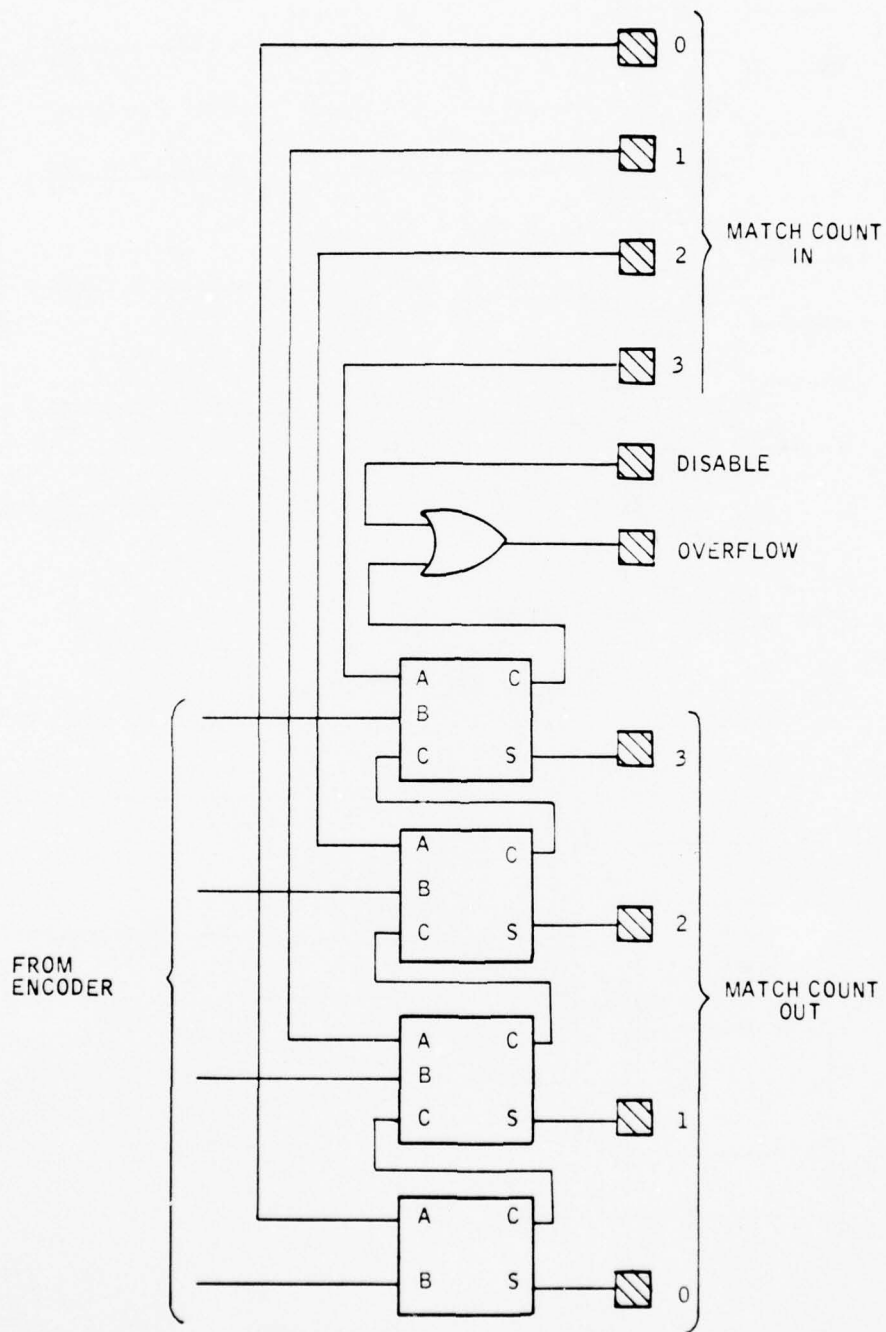 0
1
2
3
MATCH COUNT
IN
DISABLE
OVERFLOW
A C
B
C S
3
A C
B
C S
2
FROM
ENCODER
MATCH COUNT
OUT
A C
B
C S
1
A C
B S
0